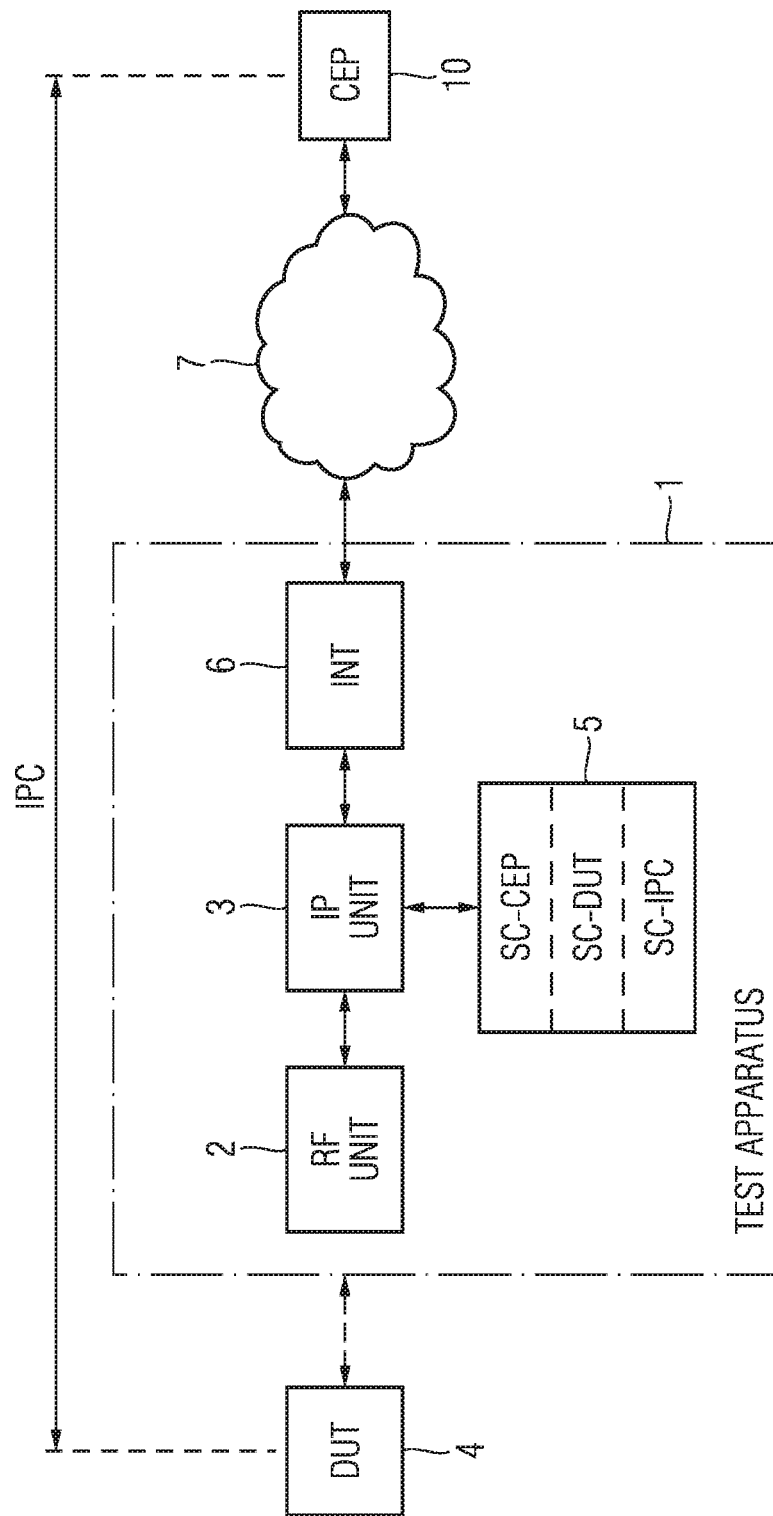 IPC
DUT
4
2
RF
UNIT
3
IP
UNIT
6
INT
7
CEP
10
1
5
SC-CEP
SC-DUT
SC-IPC
TEST APPARATUS